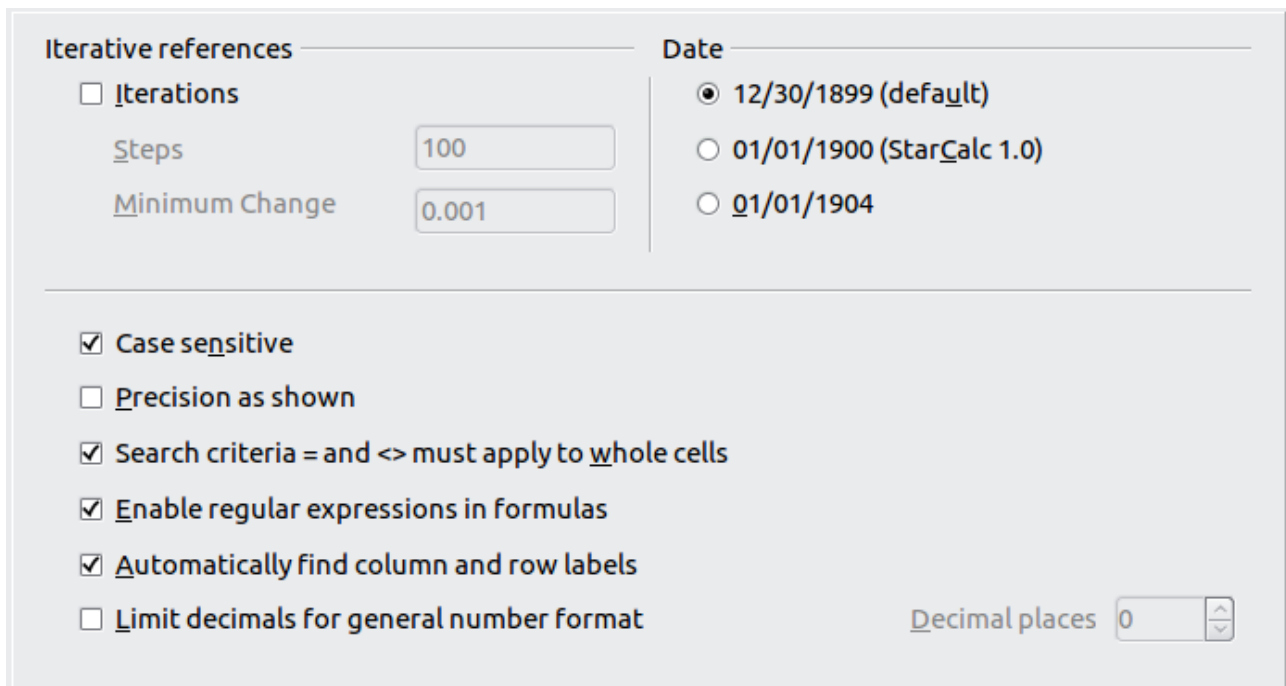 Iterative references
Iterations
Steps 100
Minimum Change 0.001
Date
12/30/1899 (default)
01/01/1900 (StarCalc 1.0)
01/01/1904
Case sensitive
Precision as shown
Search criteria = and <> must apply to whole cells
Enable regular expressions in formulas
Automatically find column and row labels
Limit decimals for general number format Decimal places 0